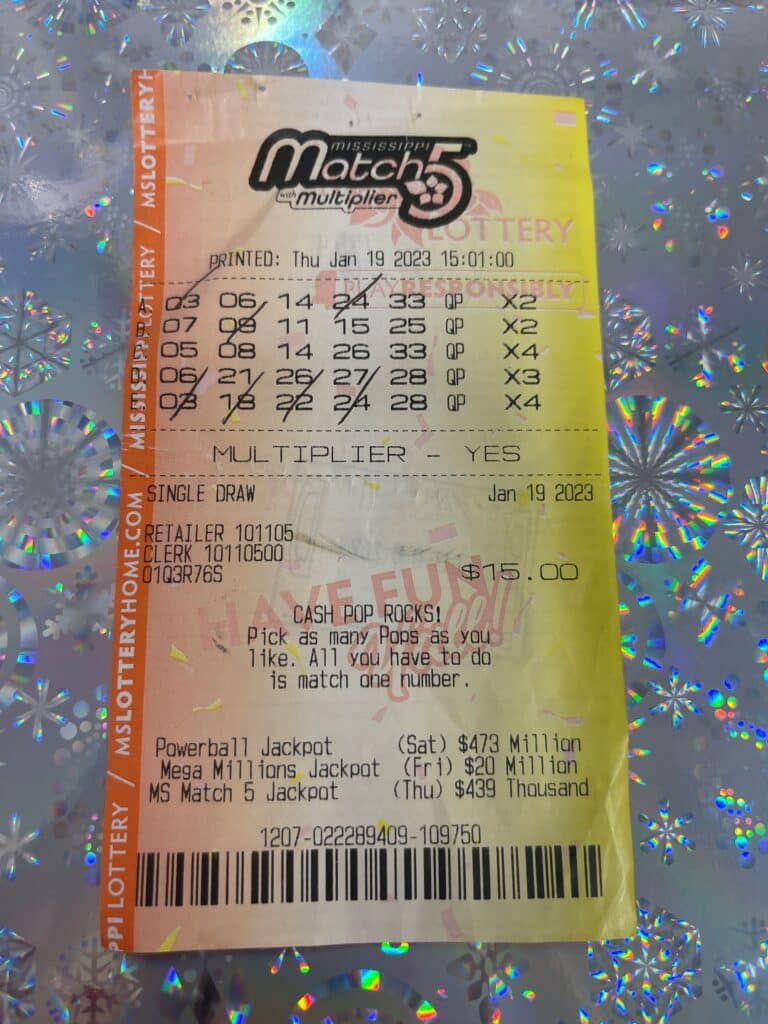 MISSISSIPPI
Match 5
with Multiplier
LOTTERY
PLAY RESPONSIBLY
PRINTED: Thu Jan 19 2023 15:01:00
A 03 06 14 24 33 QP X2
B 07 09 11 15 25 QP X2
05 08 14 26 33 QP X4
06 21 26 27 28 QP X3
03 18 22 24 28 QP X4
MULTIPLIER - YES
SINGLE DRAW Jan 19 2023
RETAILER 101105
CLERK 10110500
01Q3R76S $15.00
HAVE FUN
CASH POP ROCKS!
Pick as many Pops as you
like. All you have to do
is match one number.
Powerball Jackpot (Sat) $473 Million
Mega Millions Jackpot (Fri) $20 Million
MS Match 5 Jackpot (Thu) $439 Thousand
1207-022289409-109750
PPI LOTTERY / MSLOTTERYHOME.COM / MISSISSIPPI LOTTERY / MSLOTTERYH